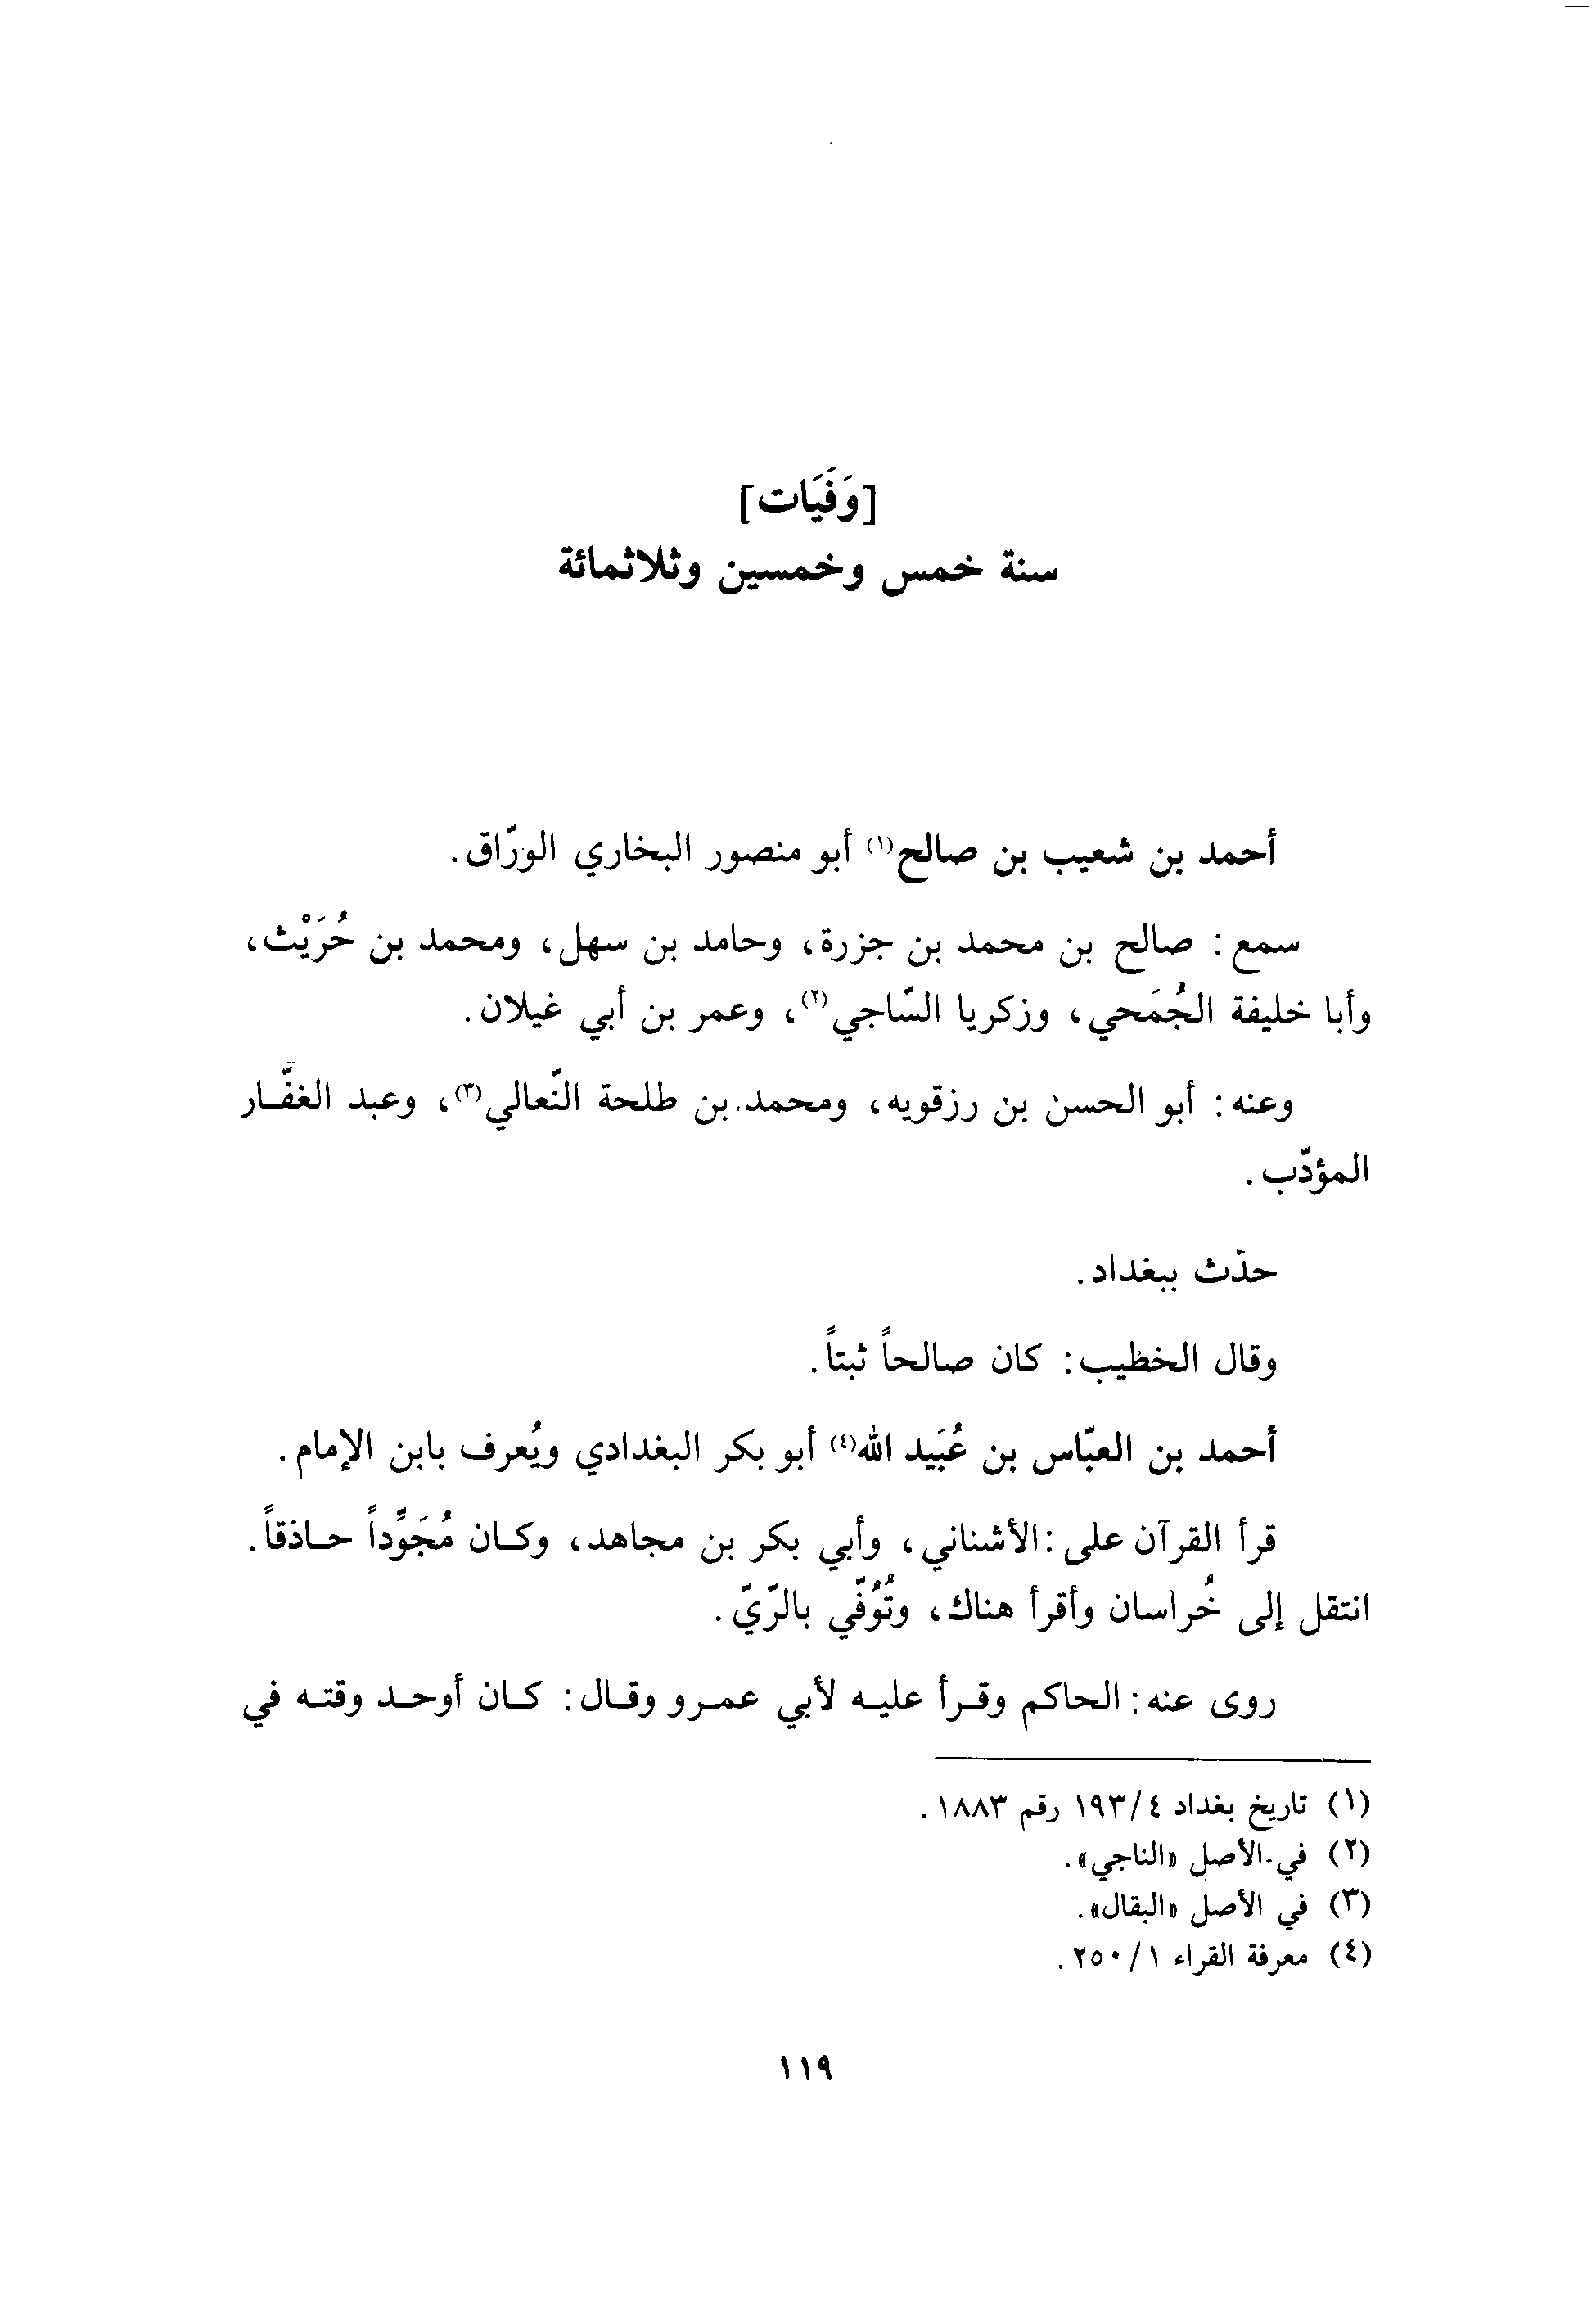 [وَفَيَات]
سنة خمس وخمسين وثلاثمائة
أحمد بن شعيب بن صالح(١) أبو منصور البخاري الورّاق.
سمع: صالح بن محمد بن جزرة، وحامد بن سهل، ومحمد بن حُرَيْث،
وأبا خليفة الجُمَحي، وزكريا السّاجي(٢)، وعمر بن أبي غيلان.
وعنه: أبو الحسن بن رزقويه، ومحمد بن طلحة النّعالي(٣)، وعبد الغفّار
المؤدّب.
حدّث ببغداد.
وقال الخطيب: كان صالحاً ثبتاً.
أحمد بن العبّاس بن عُبَيد الله(٤) أبو بكر البغدادي ويُعرف بابن الإمام.
قرأ القرآن على: الأشناني، وأبي بكر بن مجاهد، وكان مُجَوِّداً حاذقاً.
انتقل إلى خُراسان وأقرأ هناك، وتُوُفّي بالرّيّ.
روى عنه: الحاكم وقرأ عليه لأبي عمرو وقال: كان أوحد وقته في
(١) تاريخ بغداد ٤/١٩٣ رقم ١٨٨٣.
(٢) في الأصل «الناجي».
(٣) في الأصل «البقال».
(٤) معرفة القراء ١/٢٥٠.
١١٩